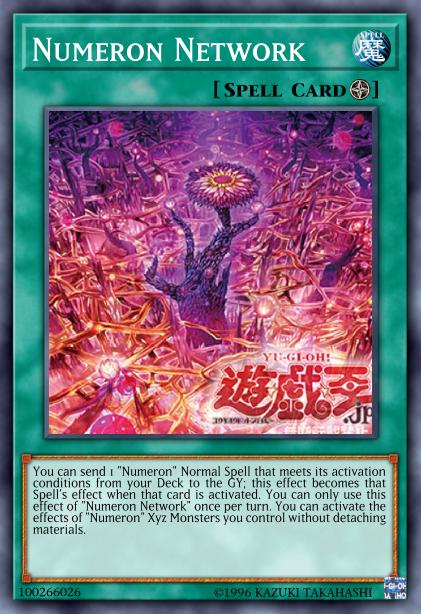 NUMERON NETWORK
SPELL
魔
[SPELL CARD]
YU-GI-OH!
遊戯王
.jp
You can send 1 "Numeron" Normal Spell that meets its activation
conditions from your Deck to the GY; this effect becomes that
Spell's effect when that card is activated. You can only use this
effect of "Numeron Network" once per turn. You can activate the
effects of "Numeron" Xyz Monsters you control without detaching
materials.
100266026
©1996 KAZUKI TAKAHASHI